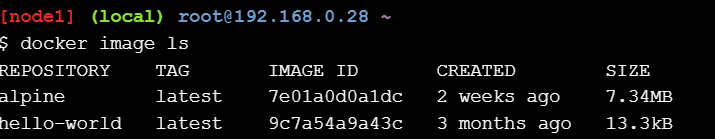 [node1] (local) root@192.168.0.28 ~
$ docker image ls
REPOSITORY TAG IMAGE ID CREATED SIZE
alpine latest 7e01a0d0a1dc 2 weeks ago 7.34MB
hello-world latest 9c7a54a9a43c 3 months ago 13.3kB